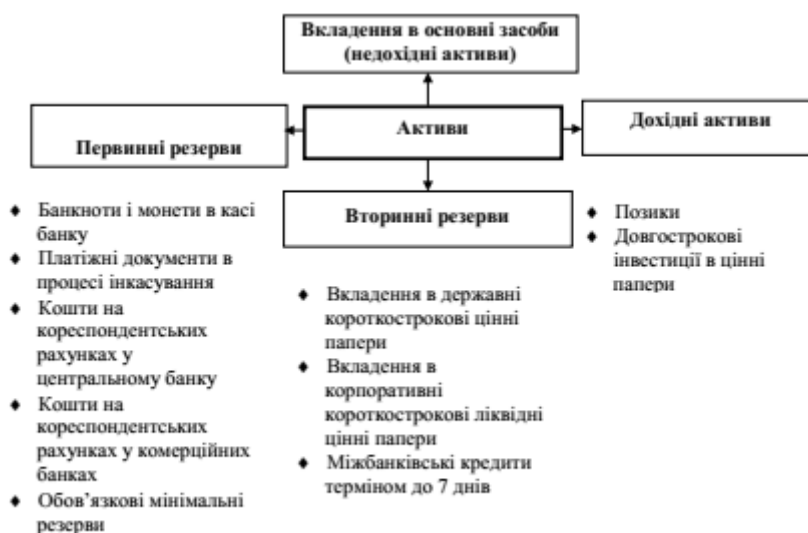 Вкладення в основні засоби
(недохідні активи)
Первинні резерви
Активи
Дохідні активи
Вторинні резерви
♦ Банкноти і монети в касі
банку
♦ Платіжні документи в
процесі інкасування
♦ Кошти на
кореспондентських
рахунках у
центральному банку
♦ Кошти на
кореспондентських
рахунках у комерційних
банках
♦ Обов’язкові мінімальні
резерви
♦ Вкладення в державні
короткострокові цінні
папери
♦ Вкладення в
корпоративні
короткострокові ліквідні
цінні папери
♦ Міжбанківські кредити
терміном до 7 днів
♦ Позики
♦ Довгострокові
інвестиції в цінні
папери